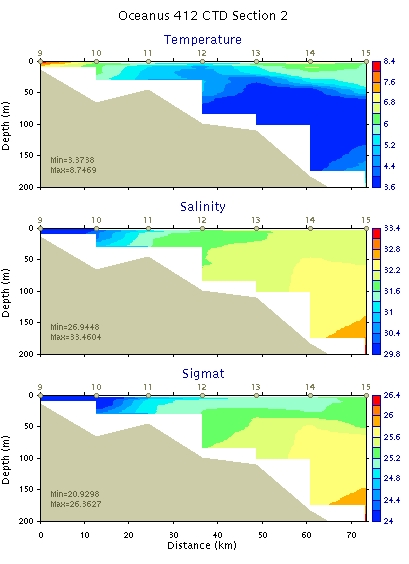 Oceanus 412 CTD Section 2
Temperature
9 10 11 12 13 14 15
0
50
100
150
200
Depth (m)
Min=3.3738
Max=8.7469
8.4
7.6
6.8
6
5.2
4.4
3.6
Salinity
9 10 11 12 13 14 15
0
50
100
150
200
Depth (m)
Min=26.9448
Max=33.4604
33.4
32.8
32.2
31.6
31
30.4
29.8
Sigmat
9 10 11 12 13 14 15
0
50
100
150
200
Depth (m)
Min=20.9298
Max=26.3627
26.4
26
25.6
25.2
24.8
24.4
24
0 10 20 30 40 50 60 70
Distance (km)